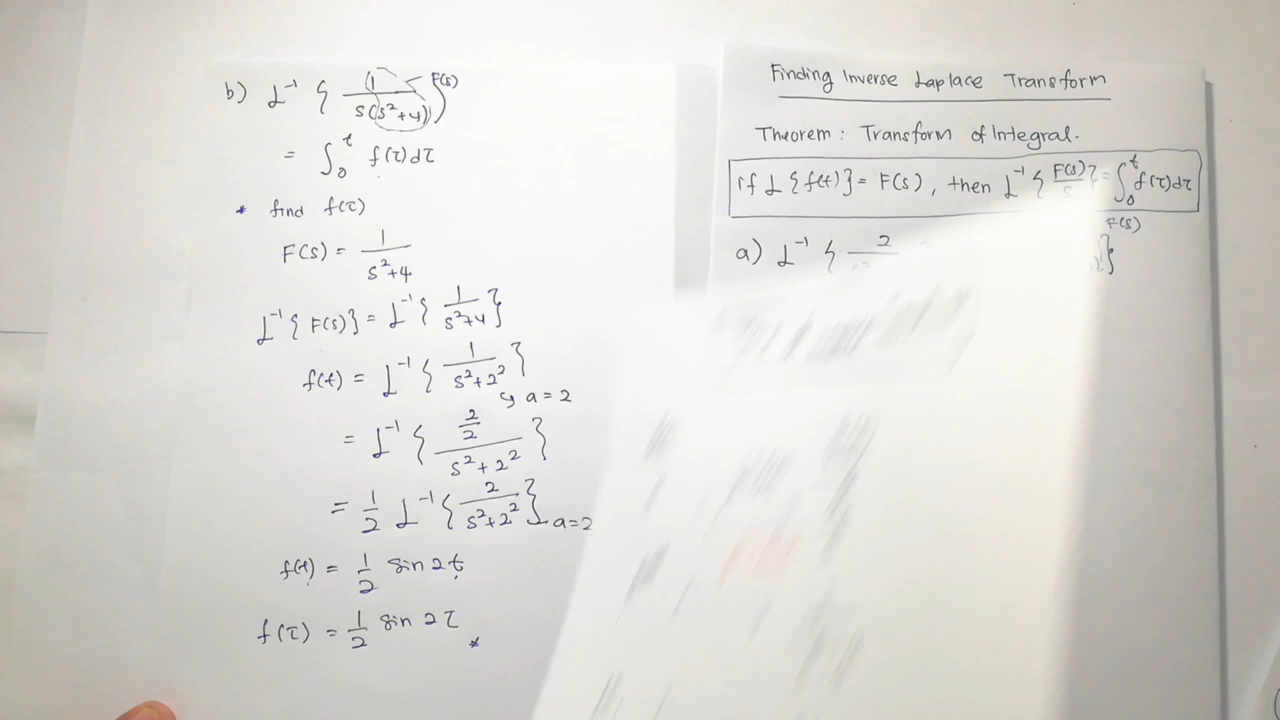 b) L⁻¹ { 1 / s(s²+4) } F(s)
= ∫₀ᵗ f(τ)dτ
* find f(τ)
F(s) = 1 / s²+4
L⁻¹{F(s)} = L⁻¹ { 1 / s²+4 }
f(t) = L⁻¹ { 1 / s²+2² }
↪ a = 2
= L⁻¹ { 2/2 / s²+2² }
= 1/2 L⁻¹ { 2 / s²+2² } a=2
f(t) = 1/2 sin 2t
f(τ) = 1/2 sin 2τ *
Finding Inverse Laplace Transform
Theorem : Transform of Integral.
If L{f(t)} = F(s), then L⁻¹ { F(s) / s } = ∫₀ᵗ f(τ)dτ
F(s)
a) L⁻¹ { 2 }